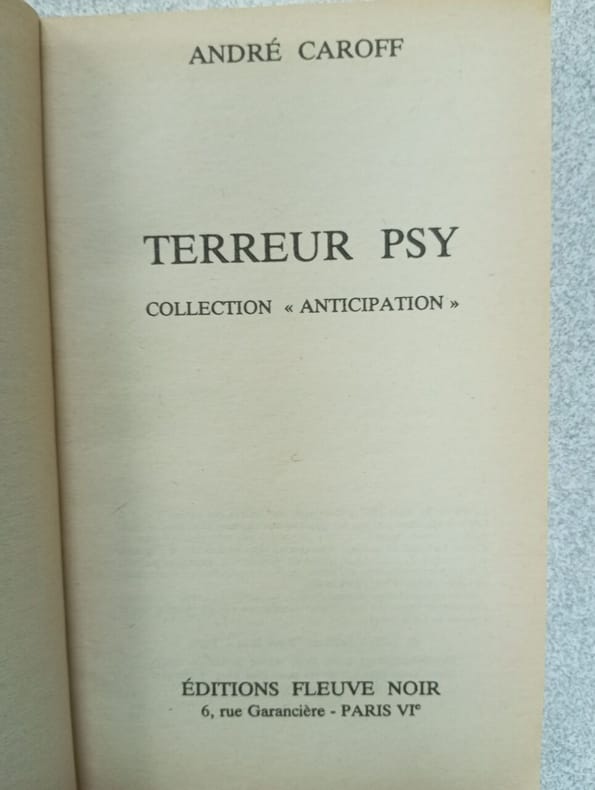 ANDRÉ CAROFF
TERREUR PSY
COLLECTION « ANTICIPATION »
ÉDITIONS FLEUVE NOIR
6, rue Garancière - PARIS VIᵉ